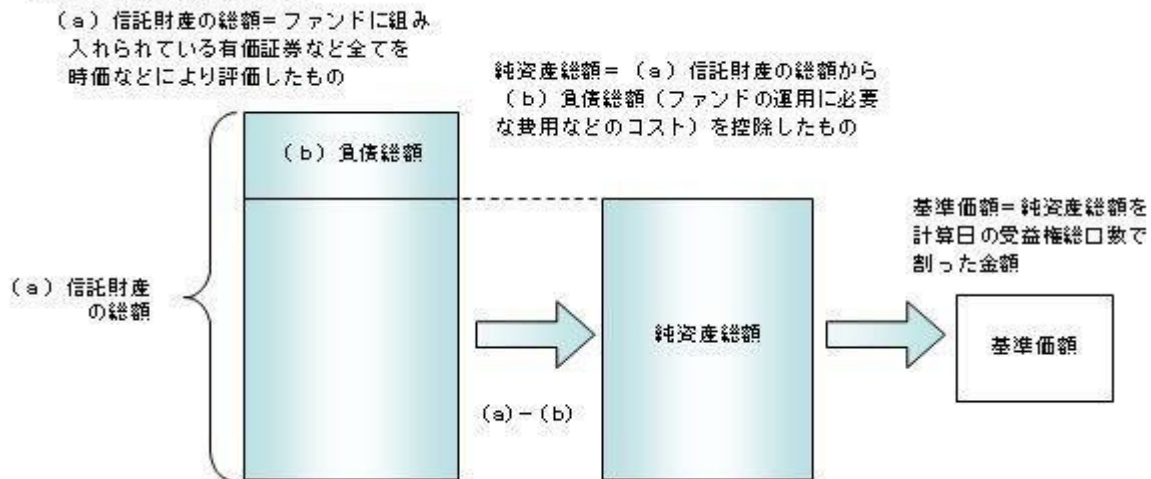 (a)信託財産の総額=ファンドに組み
入れられている有価証券など全てを
時価などにより評価したもの
純資産総額=(a)信託財産の総額から
(b)負債総額(ファンドの運用に必要
な費用などのコスト)を控除したもの
(b)負債総額
基準価額=純資産総額を
計算日の受益権総口数で
割った金額
(a)信託財産
の総額
純資産総額
基準価額
(a)-(b)